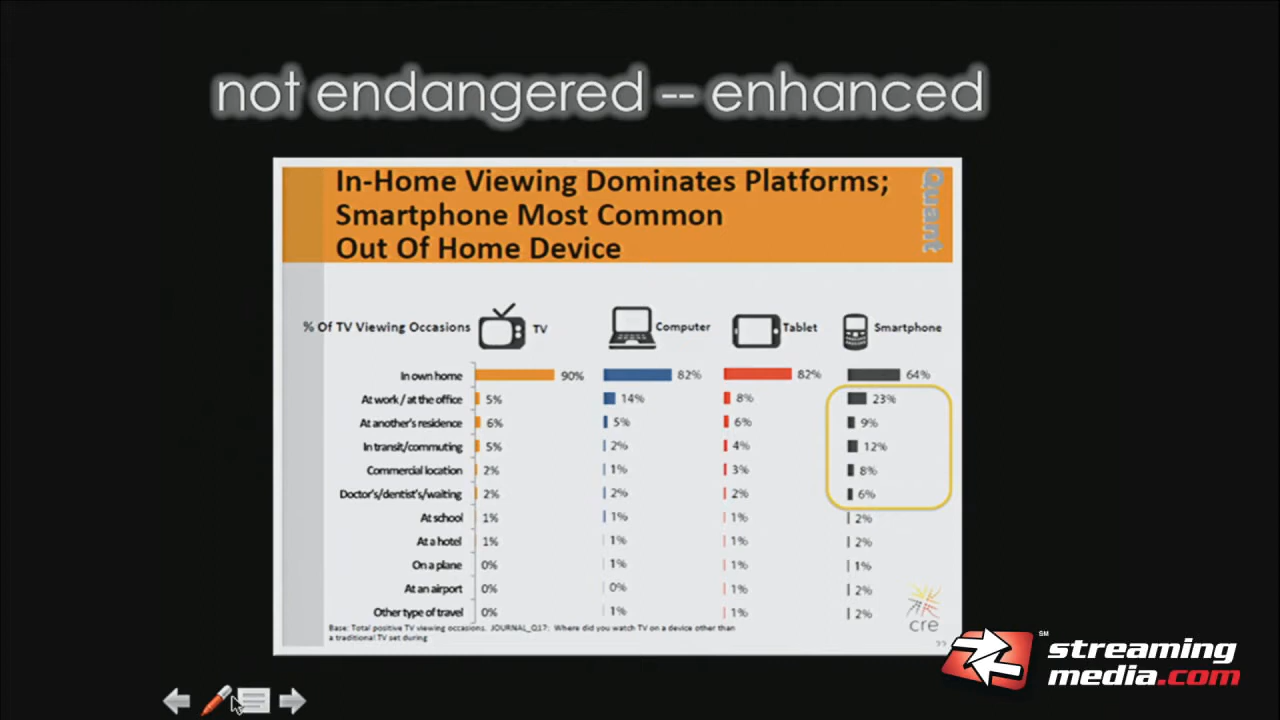 not endangered -- enhanced
In-Home Viewing Dominates Platforms;
Smartphone Most Common
Out Of Home Device
Quant
% Of TV Viewing Occasions TV Computer Tablet Smartphone
In own home 90% 82% 82% 64%
At work / at the office 5% 14% 8% 23%
At another's residence 6% 5% 6% 9%
In transit/commuting 5% 2% 4% 12%
Commercial location 2% 1% 3% 8%
Doctor's/dentist's/waiting 2% 2% 2% 6%
At school 1% 1% 1% 2%
At a hotel 1% 1% 1% 2%
On a plane 0% 1% 1% 1%
At an airport 0% 0% 1% 2%
Other type of travel 0% 1% 1% 2%
Base: Total positive TV viewing occasions. JOURNAL_Q17: Where did you watch TV on a device other than
a traditional TV set during
cre
SM
streaming
media.com